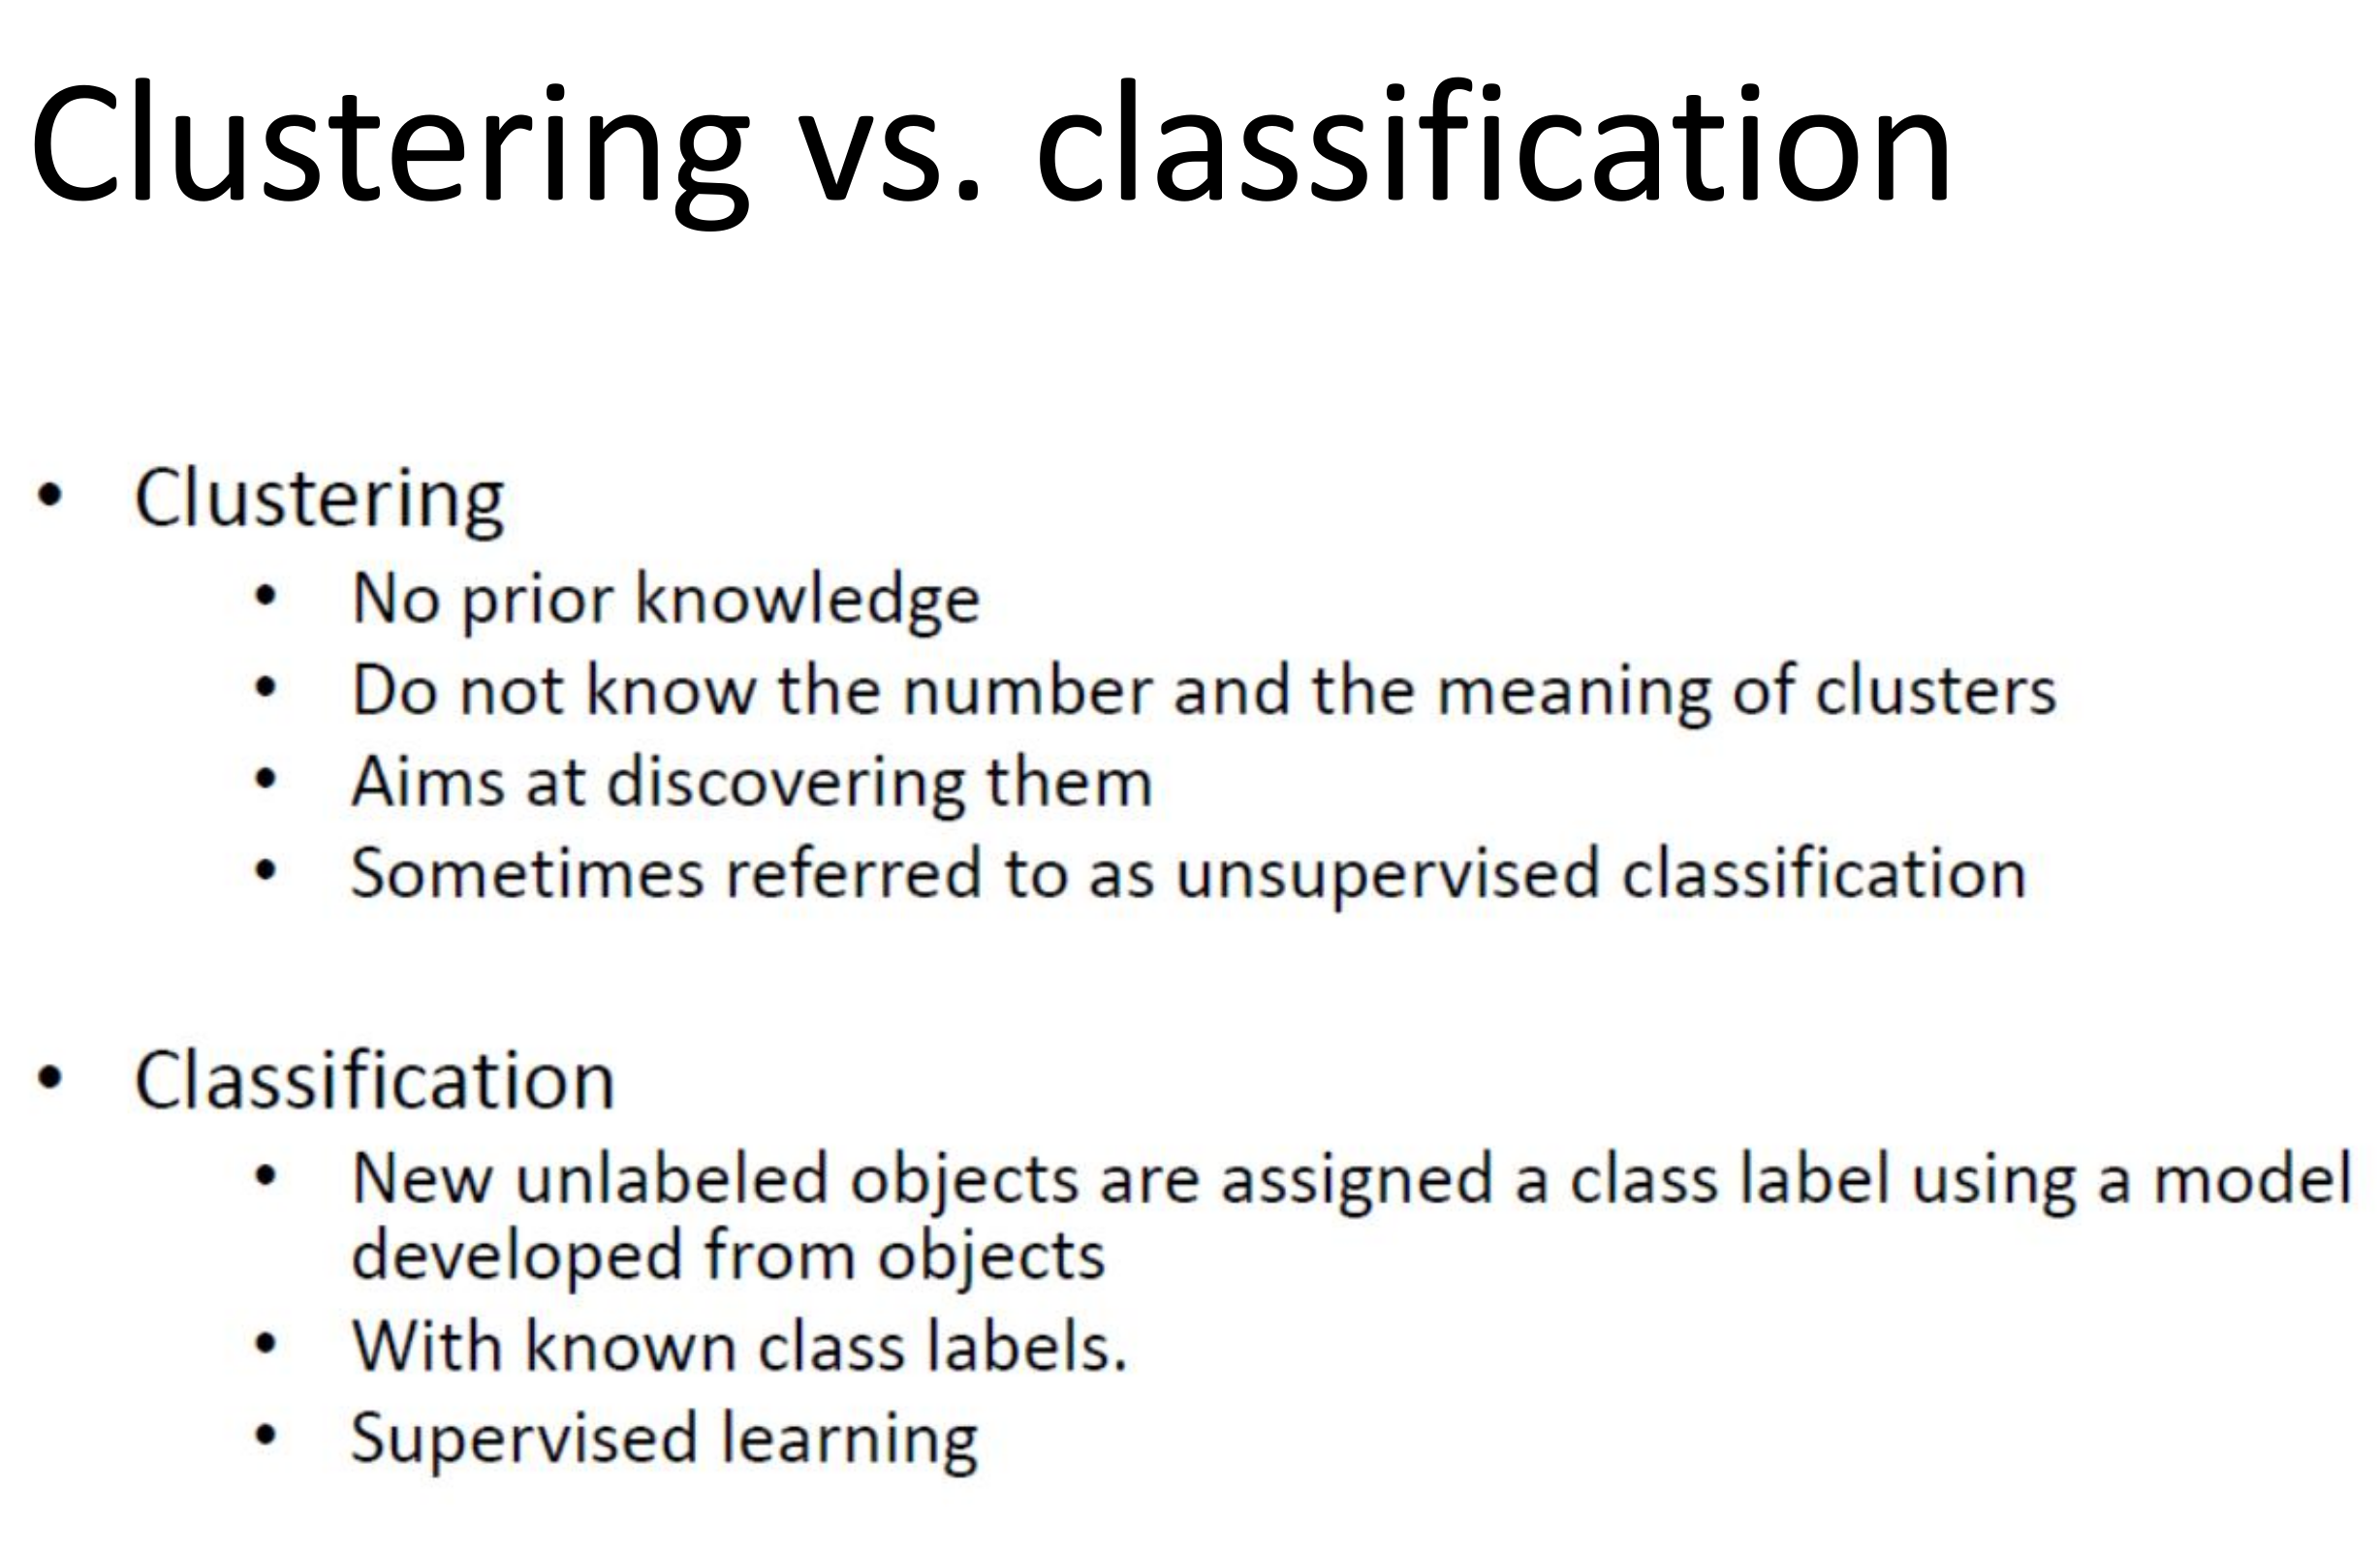 Clustering vs. classification
• Clustering
• No prior knowledge
• Do not know the number and the meaning of clusters
• Aims at discovering them
• Sometimes referred to as unsupervised classification
• Classification
• New unlabeled objects are assigned a class label using a model
developed from objects
• With known class labels.
• Supervised learning